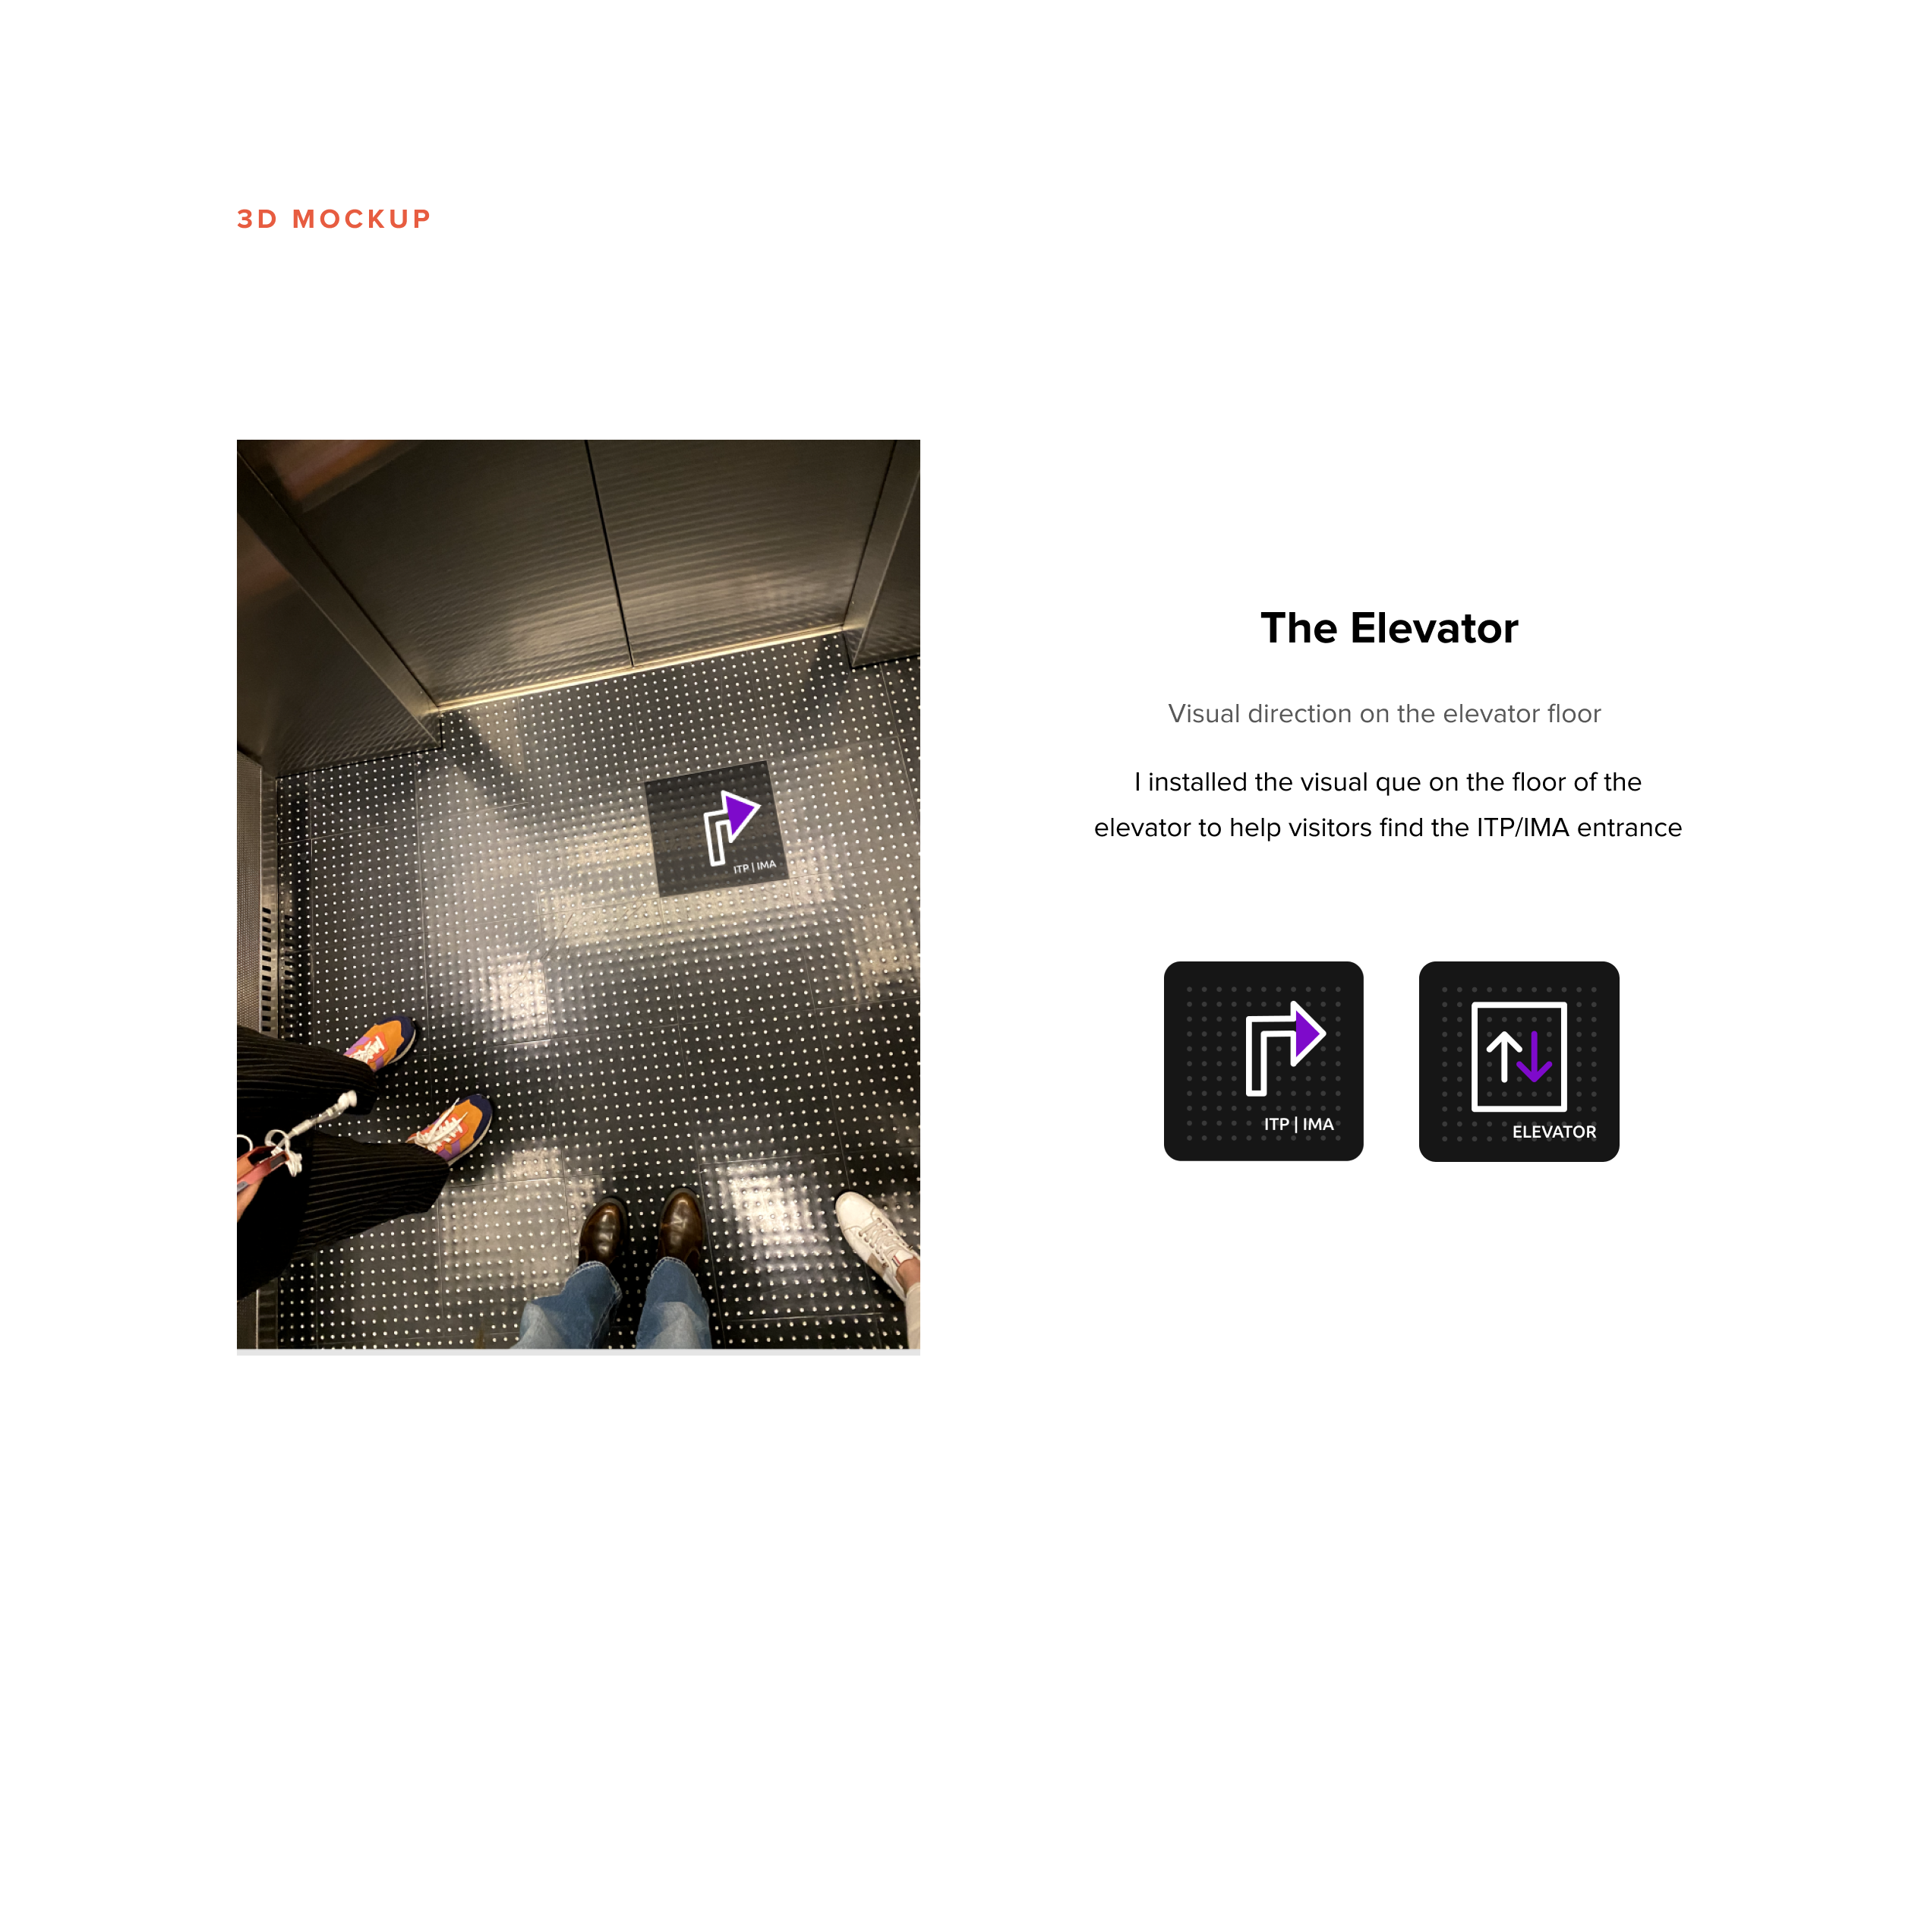 3D MOCKUP
ITP | IMA
The Elevator
Visual direction on the elevator floor
I installed the visual que on the floor of the
elevator to help visitors find the ITP/IMA entrance
ITP | IMA
ELEVATOR